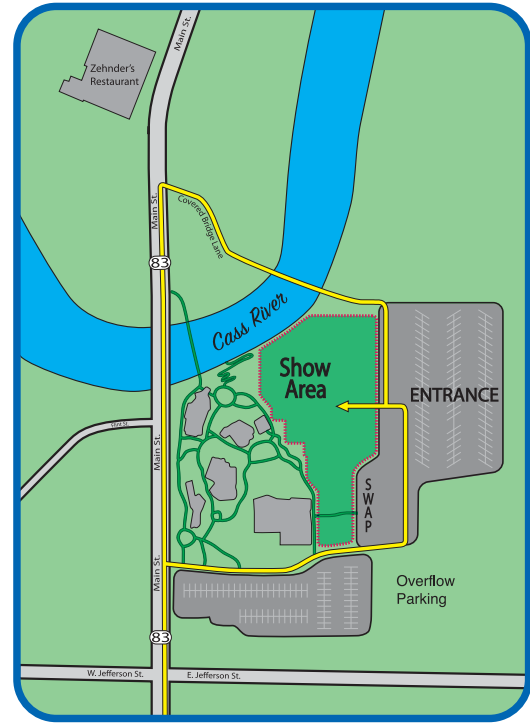 Main St.
Zehnder's
Restaurant
Main St.
Covered Bridge Lane
83
Cass River
Show
Area
ENTRANCE
Main St.
SWAP
Main St.
Overflow
Parking
83
W. Jefferson St.
E. Jefferson St.